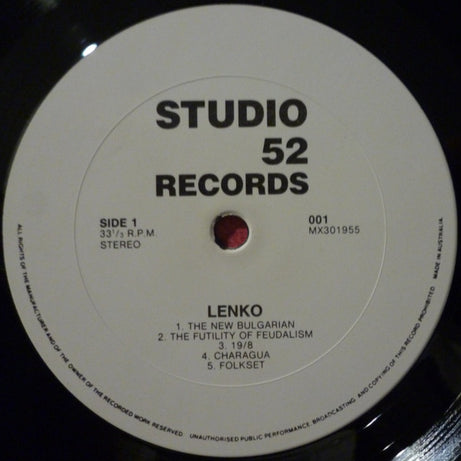 STUDIO
52
RECORDS
SIDE 1
33 1/3 R.P.M.
STEREO
001
MX301955
LENKO
1. THE NEW BULGARIAN
2. THE FUTILITY OF FEUDALISM
3. 19/8
4. CHARAGUA
5. FOLKSET
ALL RIGHTS OF THE MANUFACTURER AND OF THE OWNER OF THE RECORDED WORK RESERVED. UNAUTHORISED PUBLIC PERFORMANCE, BROADCASTING AND COPYING OF THIS RECORD PROHIBITED. MADE IN AUSTRALIA.